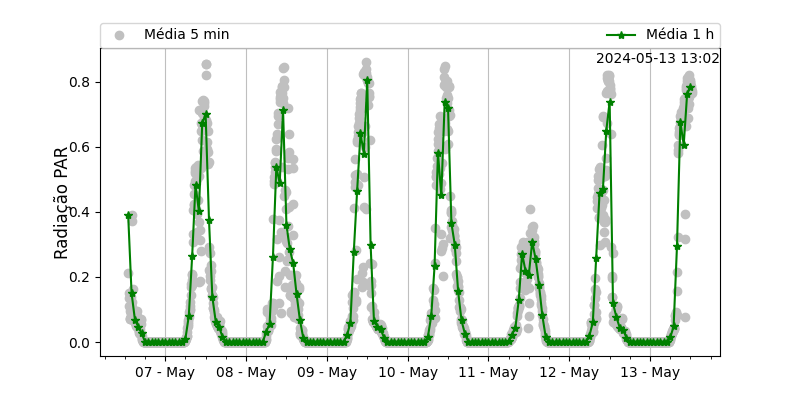 Média 5 min
Média 1 h
2024-05-13 13:02
Radiação PAR
0.8
0.6
0.4
0.2
0.0
07 - May
08 - May
09 - May
10 - May
11 - May
12 - May
13 - May